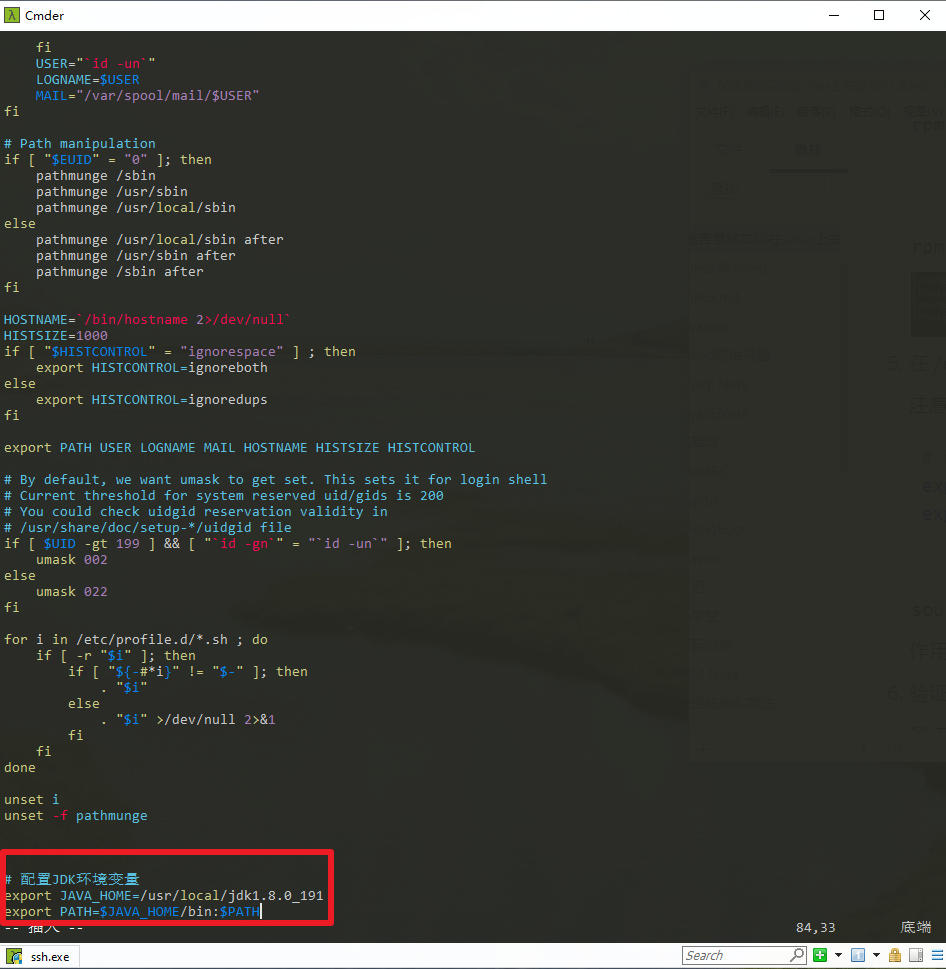 Cmder
    fi
    USER="`id -un`"
    LOGNAME=$USER
    MAIL="/var/spool/mail/$USER"
fi

# Path manipulation
if [ "$EUID" = "0" ]; then
    pathmunge /sbin
    pathmunge /usr/sbin
    pathmunge /usr/local/sbin
else
    pathmunge /usr/local/sbin after
    pathmunge /usr/sbin after
    pathmunge /sbin after
fi

HOSTNAME=`/bin/hostname 2>/dev/null`
HISTSIZE=1000
if [ "$HISTCONTROL" = "ignorespace" ] ; then
    export HISTCONTROL=ignoreboth
else
    export HISTCONTROL=ignoredups
fi

export PATH USER LOGNAME MAIL HOSTNAME HISTSIZE HISTCONTROL

# By default, we want umask to get set. This sets it for login shell
# Current threshold for system reserved uid/gids is 200
# You could check uidgid reservation validity in
# /usr/share/doc/setup-*/uidgid file
if [ $UID -gt 199 ] && [ "`id -gn`" = "`id -un`" ]; then
    umask 002
else
    umask 022
fi

for i in /etc/profile.d/*.sh ; do
    if [ -r "$i" ]; then
        if [ "${-#*i}" != "$-" ]; then
            . "$i"
        else
            . "$i" >/dev/null 2>&1
        fi
    fi
done

unset i
unset -f pathmunge

# 配置JDK环境变量
export JAVA_HOME=/usr/local/jdk1.8.0_191
export PATH=$JAVA_HOME/bin:$PATH
-- 插入 -- 84,33 底端
ssh.exe Search